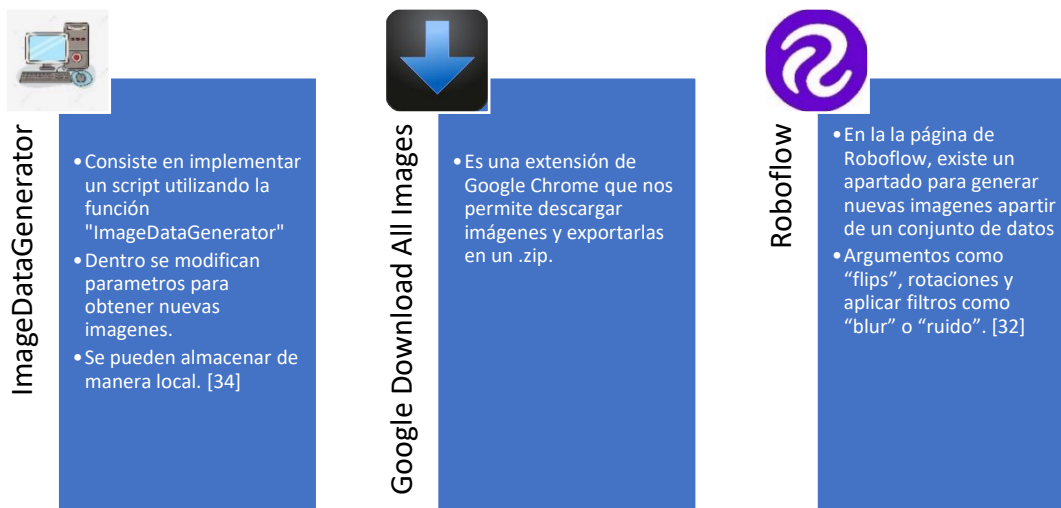 ImageDataGenerator
•Consiste en implementar
un script utilizando la
función
"ImageDataGenerator"
•Dentro se modifican
parametros para
obtener nuevas
imagenes.
•Se pueden almacenar de
manera local. [34]
Google Download All Images
•Es una extensión de
Google Chrome que nos
permite descargar
imágenes y exportarlas
en un .zip.
Roboflow
•En la la página de
Roboflow, existe un
apartado para generar
nuevas imagenes apartir
de un conjunto de datos
•Argumentos como
“flips”, rotaciones y
aplicar filtros como
“blur” o “ruido”. [32]